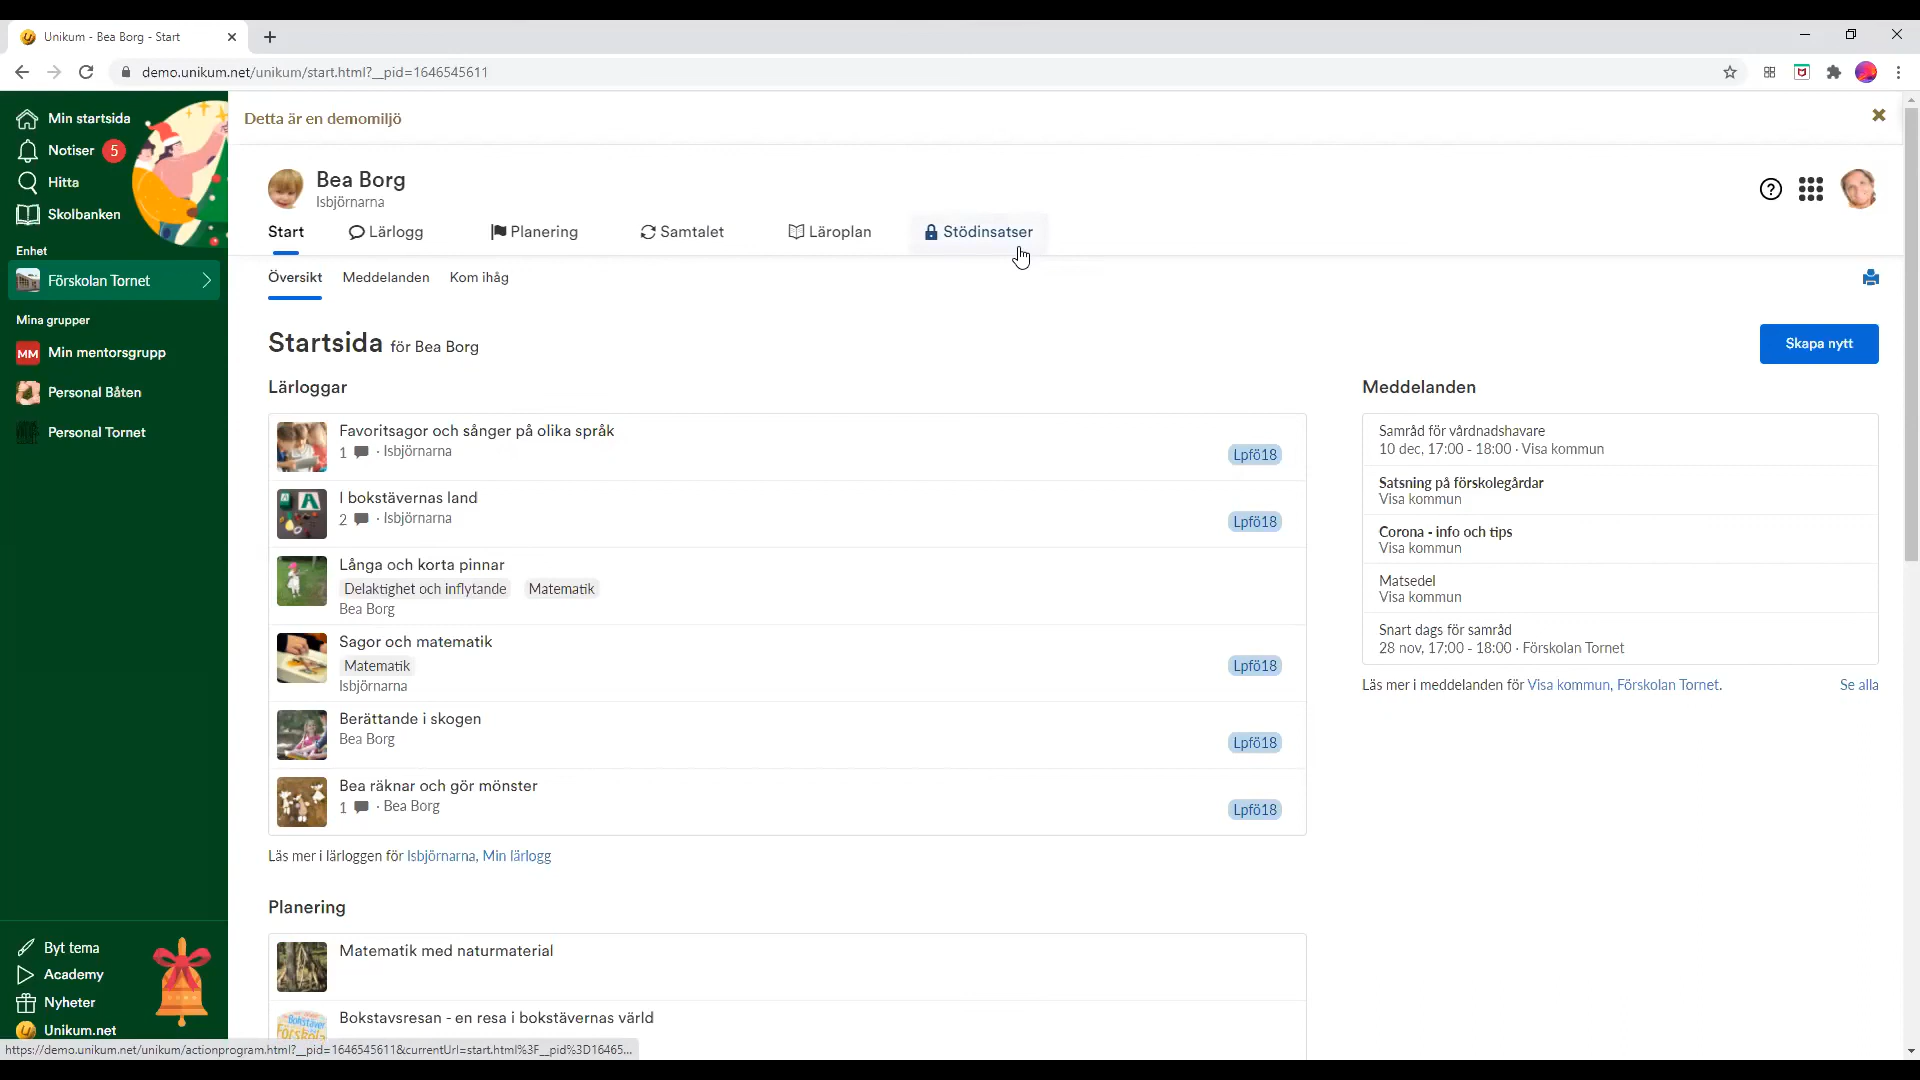 Unikum - Bea Borg - Start
demo.unikum.net/unikum/start.html?__pid=1646545611
Min startsida
Notiser 5
Hitta
Skolbanken
Enhet
Förskolan Tornet
Mina grupper
MM Min mentorsgrupp
Personal Båten
Personal Tornet
Byt tema
Academy
Nyheter
Unikum.net
Detta är en demomiljö
Bea Borg
Isbjörnarna
Start Lärlogg Planering Samtalet Läroplan Stödinsatser
Översikt Meddelanden Kom ihåg
Startsida för Bea Borg
Skapa nytt
Lärloggar
Favoritsagor och sånger på olika språk
1 · Isbjörnarna
Lpfö18
I bokstävernas land
2 · Isbjörnarna
Lpfö18
Långa och korta pinnar
Delaktighet och inflytande Matematik
Bea Borg
Sagor och matematik
Matematik
Lpfö18
Isbjörnarna
Berättande i skogen
Bea Borg
Lpfö18
Bea räknar och gör mönster
1 · Bea Borg
Lpfö18
Läs mer i lärloggen för Isbjörnarna, Min lärlogg
Planering
Matematik med naturmaterial
Bokstavsresan - en resa i bokstävernas värld
Meddelanden
Samråd för vårdnadshavare
10 dec, 17:00 - 18:00 · Visa kommun
Satsning på förskolegårdar
Visa kommun
Corona - info och tips
Visa kommun
Matsedel
Visa kommun
Snart dags för samråd
28 nov, 17:00 - 18:00 · Förskolan Tornet
Läs mer i meddelanden för Visa kommun, Förskolan Tornet. Se alla
https://demo.unikum.net/unikum/actionprogram.html?__pid=1646545611&currentUrl=start.html%3F__pid%3D16465...